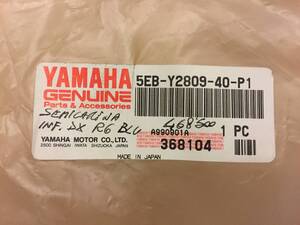 YAMAHA
GENUINE
Parts & Accessories
5EB-Y2809-40-P1
SEMICARENA
INF. DX R6 BLU
468500
A990901A
1 PC
YAMAHA MOTOR CO., LTD.
2500 SHINGAI IWATA SHIZUOKA JAPAN
368104
MADE IN JAPAN